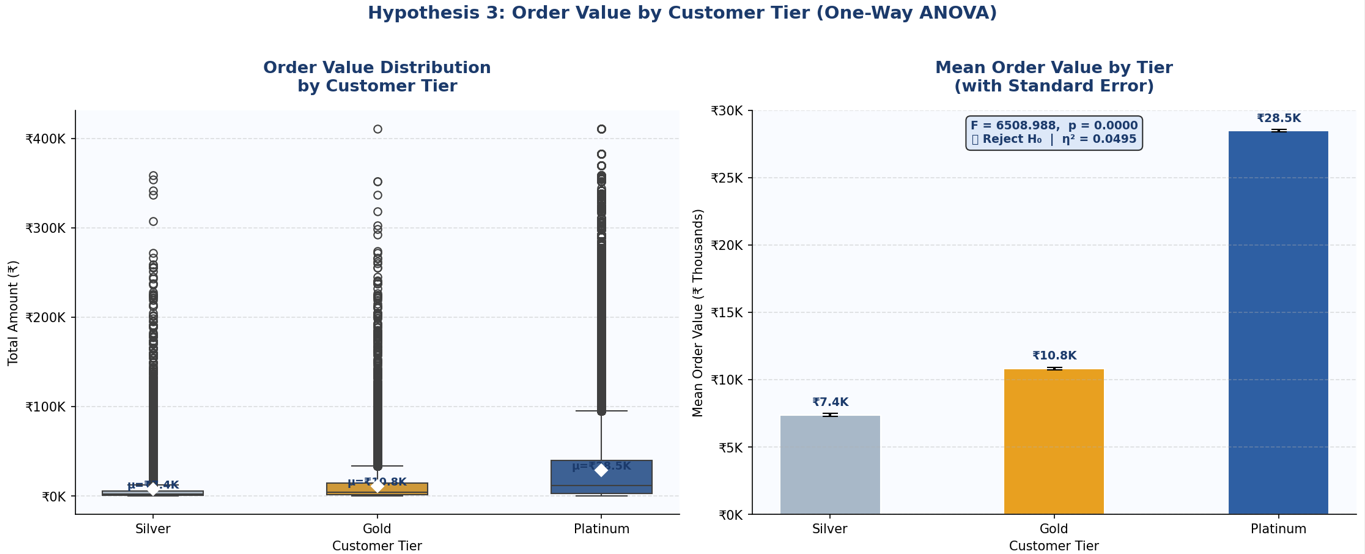 Hypothesis 3: Order Value by Customer Tier (One-Way ANOVA)
Order Value Distribution
by Customer Tier
Total Amount (₹)
₹400K
₹300K
₹200K
₹100K
₹0K
Silver
Gold
Platinum
Customer Tier
Mean Order Value by Tier
(with Standard Error)
Mean Order Value (₹ Thousands)
₹30K
₹25K
₹20K
₹15K
₹10K
₹5K
₹0K
F = 6508.988, p = 0.0000
Reject H₀ | η² = 0.0495
₹7.4K
₹10.8K
₹28.5K
Silver
Gold
Platinum
Customer Tier